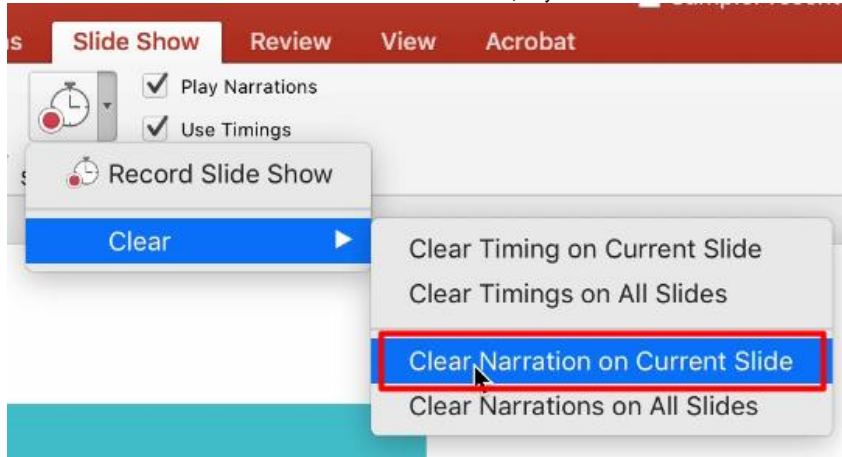 Slide Show Review View Acrobat
Play Narrations
Use Timings
Record Slide Show
Clear
Clear Timing on Current Slide
Clear Timings on All Slides
Clear Narration on Current Slide
Clear Narrations on All Slides